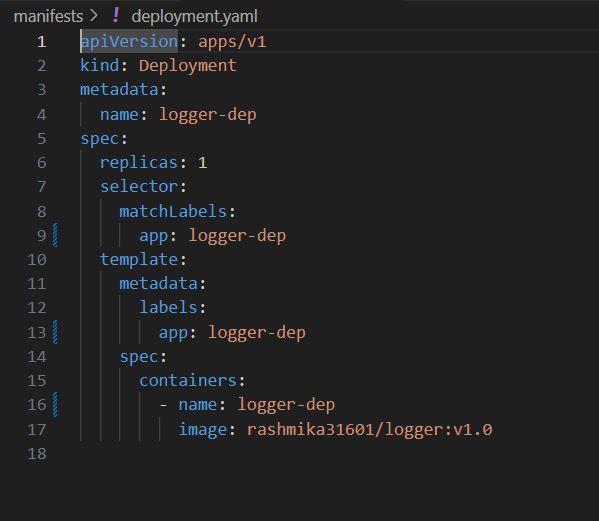 manifests > ! deployment.yaml
1 apiVersion: apps/v1
2 kind: Deployment
3 metadata:
4   name: logger-dep
5 spec:
6   replicas: 1
7   selector:
8     matchLabels:
9       app: logger-dep
10   template:
11     metadata:
12       labels:
13         app: logger-dep
14     spec:
15       containers:
16         - name: logger-dep
17           image: rashmika31601/logger:v1.0
18